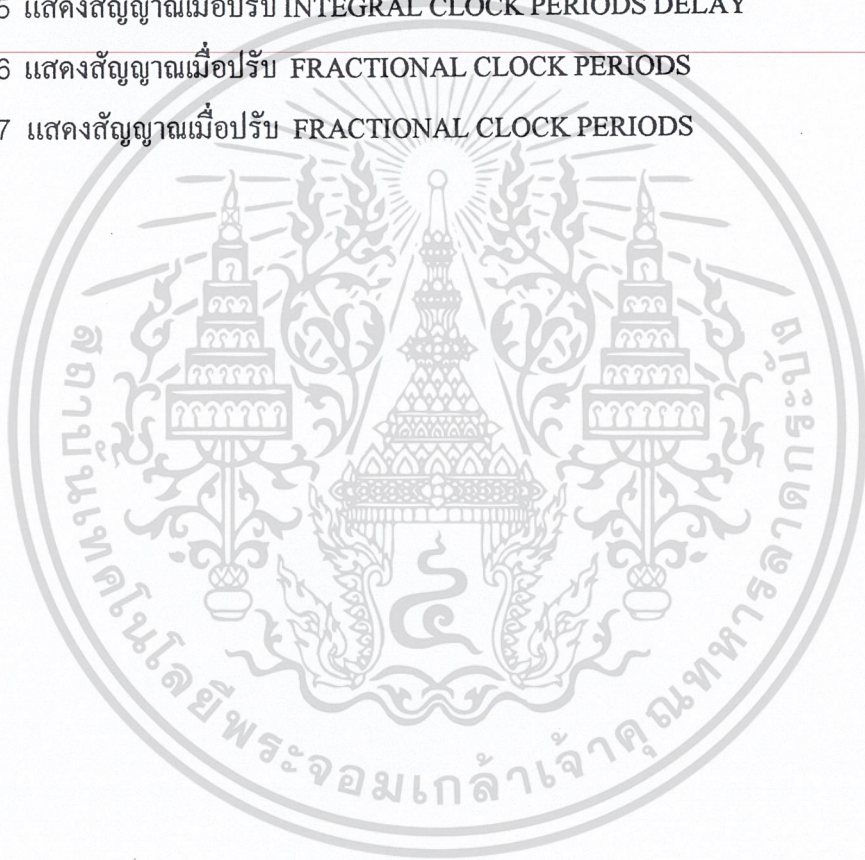 5 แสดงสัญญาณเมื่อปรับ INTEGRAL CLOCK PERIODS DELAY
6 แสดงสัญญาณเมื่อปรับ FRACTIONAL CLOCK PERIODS
7 แสดงสัญญาณเมื่อปรับ FRACTIONAL CLOCK PERIODS
๔
สถาบันเทคโนโลยีพระจอมเกล้าเจ้าคุณทหารลาดกระบัง